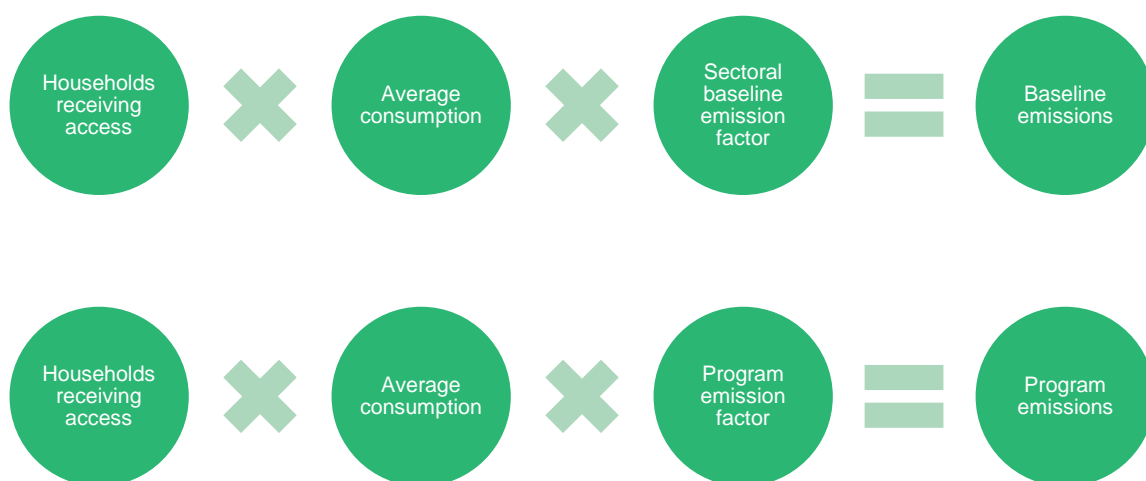 Households
receiving
access
Average
consumption
Sectoral
baseline
emission
factor
Baseline
emissions
Households
receiving
access
Average
consumption
Program
emission
factor
Program
emissions